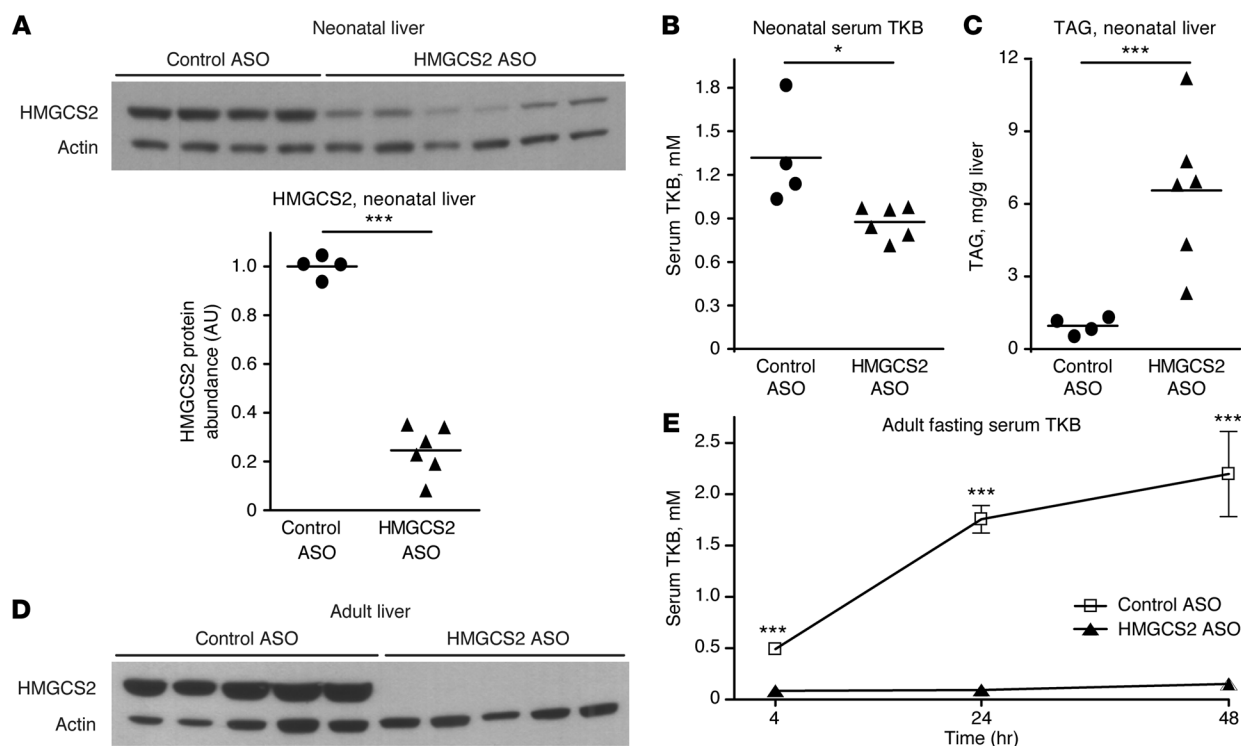 A
Neonatal liver
Control ASO
HMGCS2 ASO
HMGCS2
Actin
HMGCS2, neonatal liver
***
HMGCS2 protein
abundance (AU)
1.0
0.8
0.6
0.4
0.2
0
Control
ASO
HMGCS2
ASO
B
Neonatal serum TKB
*
Serum TKB, mM
1.8
1.5
1.2
0.9
0.6
0.3
0
Control
ASO
HMGCS2
ASO
C
TAG, neonatal liver
***
TAG, mg/g liver
12
9
6
3
0
Control
ASO
HMGCS2
ASO
D
Adult liver
Control ASO
HMGCS2 ASO
HMGCS2
Actin
E
Adult fasting serum TKB
***
***
***
Serum TKB, mM
2.5
2.0
1.5
1.0
0.5
0
Control ASO
HMGCS2 ASO
4
24
48
Time (hr)